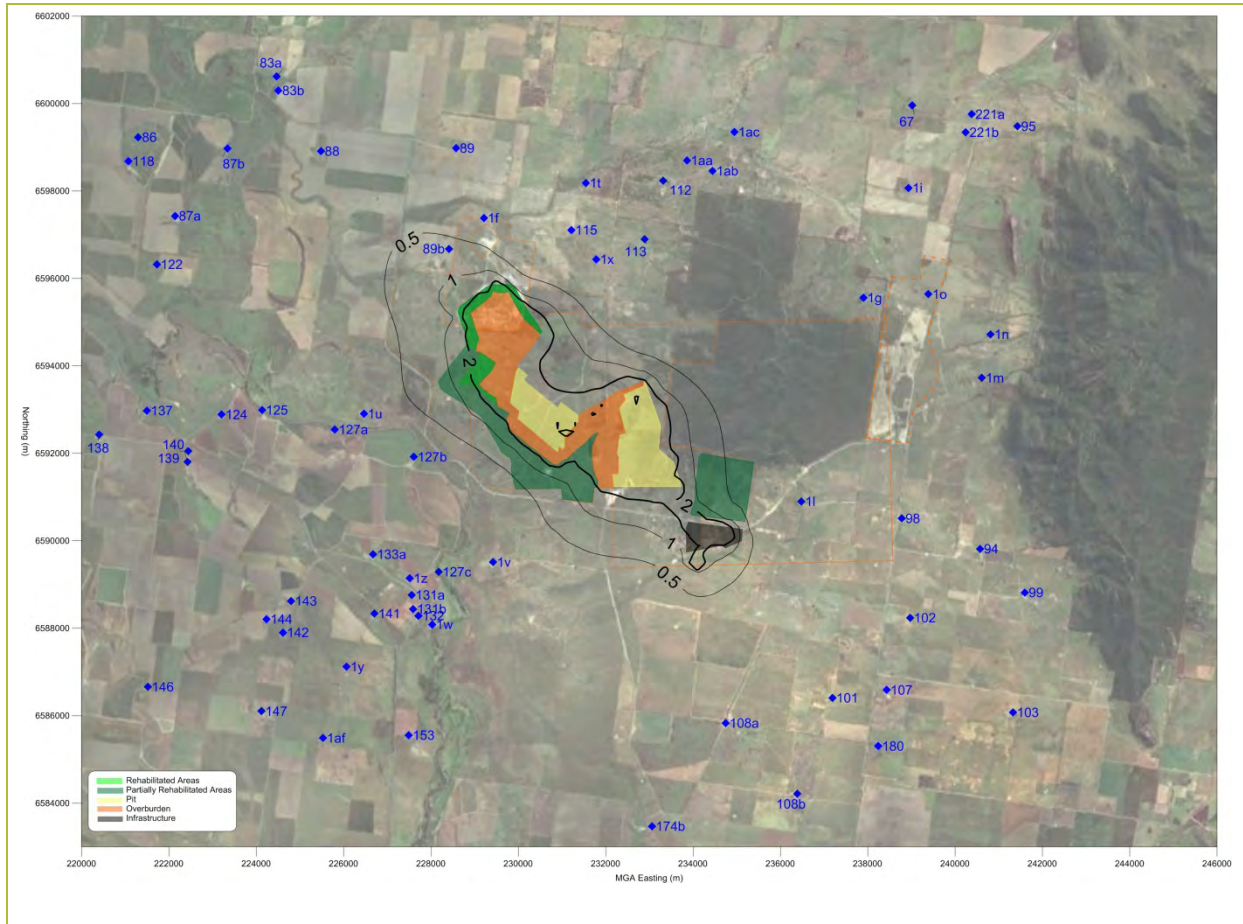 6602000
83a
83b
6600000
67
221a
221b
95
86
118
87b
88
89
1ac
1aa
1ab
112
1i
1t
6598000
87a
1f
115
113
0.5
89b
1x
122
6596000
1
1g
1o
1n
6594000
2
1m
137
124
125
1u
127a
138
140
139
127b
6592000
2
1l
98
6590000
1
94
133a
1v
0.5
127c
1z
131a
131b
132
1w
143
144
142
141
99
102
6588000
1y
146
147
101
107
103
6586000
1af
153
108a
180
6584000
108b
174b
Northing (m)
Rehabilitated Areas
Partially Rehabilitated Areas
Pit
Overburden
Infrastructure
220000 222000 224000 226000 228000 230000 232000 234000 236000 238000 240000 242000 244000 246000
MGA Easting (m)